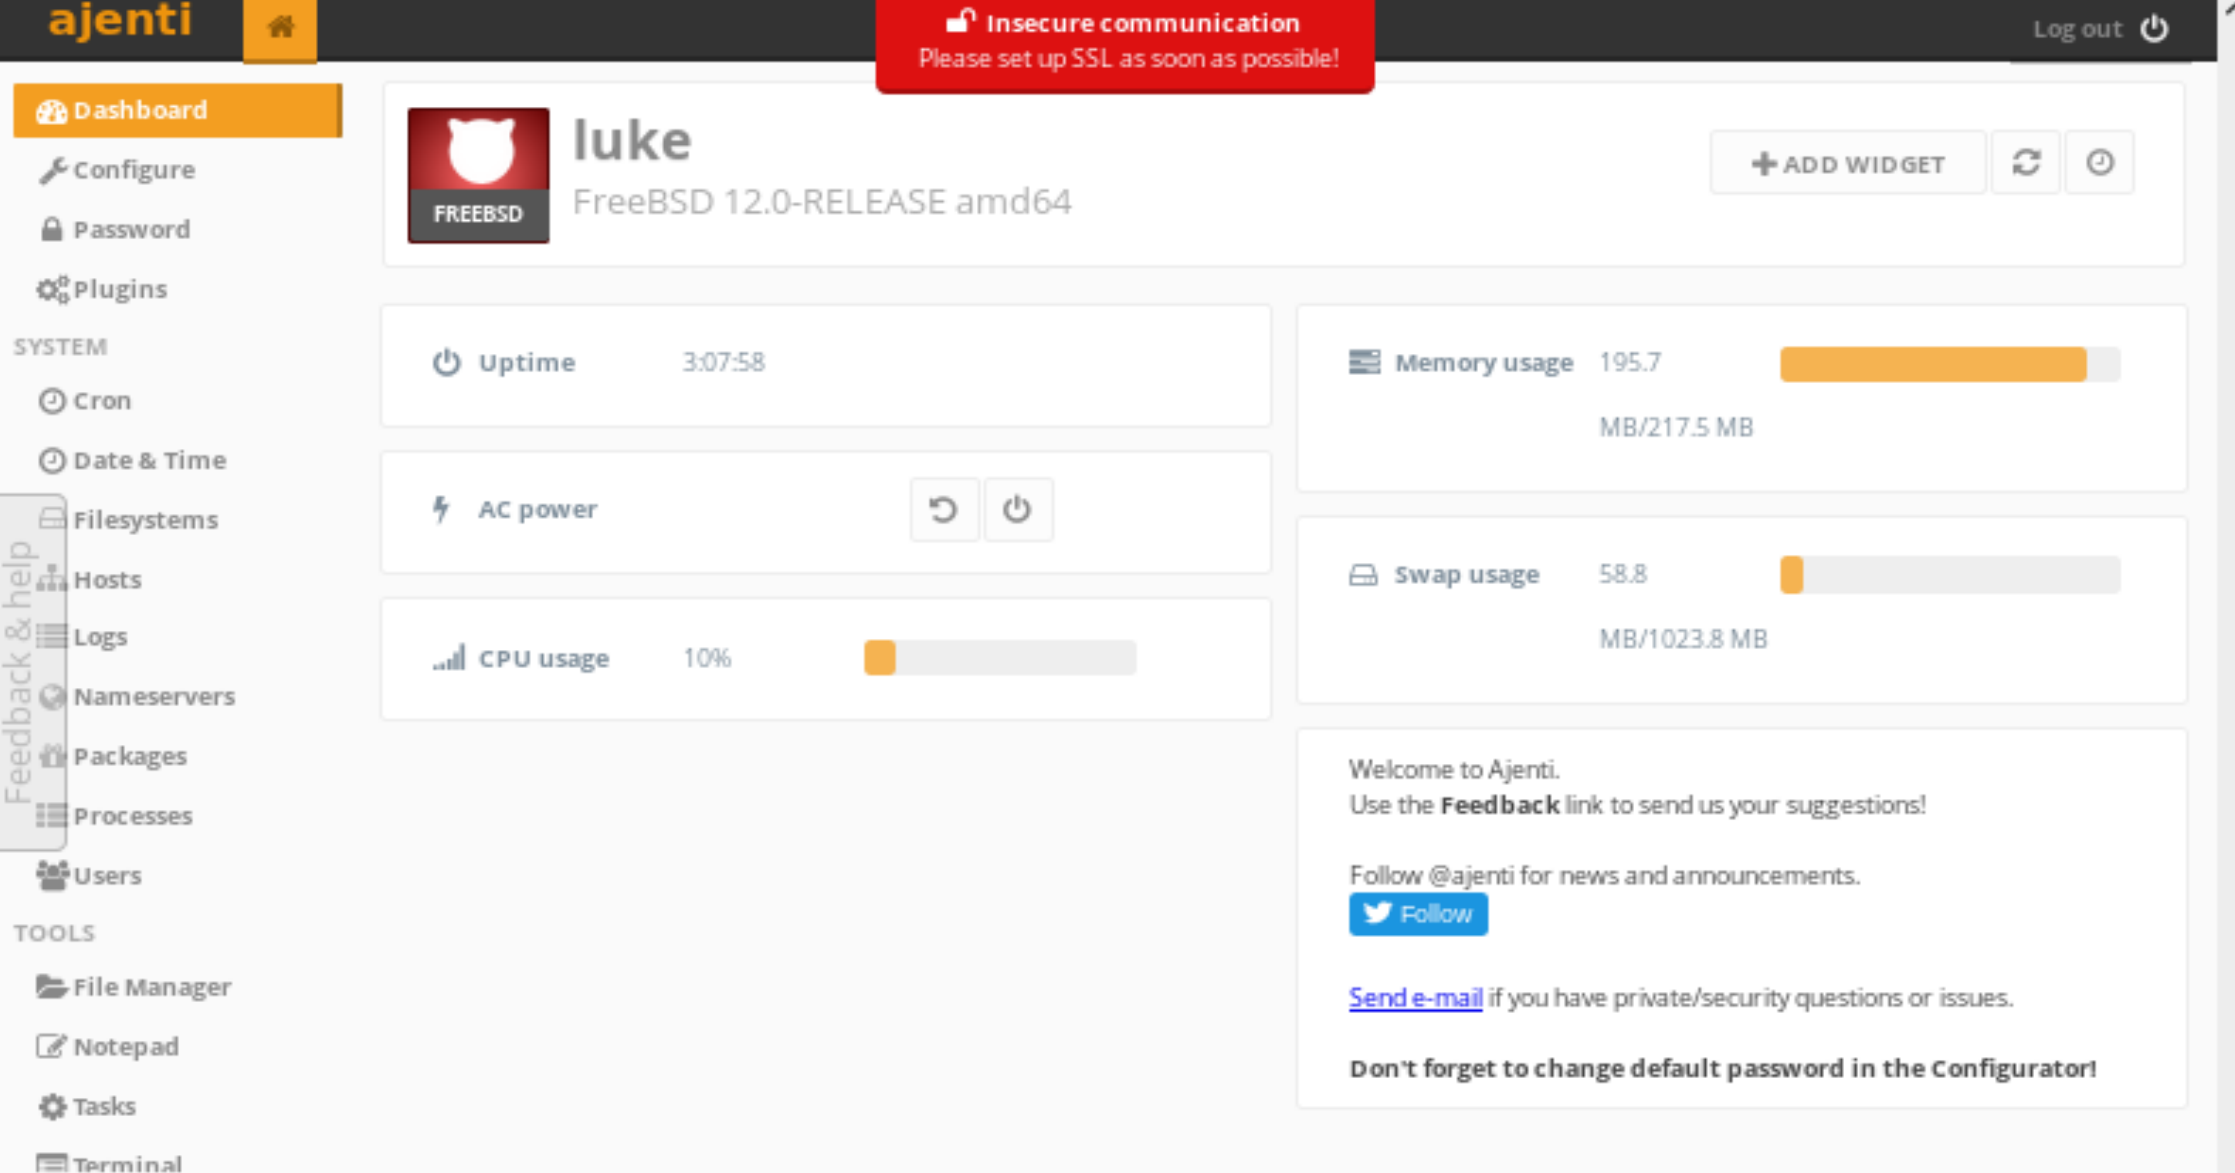 ajenti
Insecure communication
Please set up SSL as soon as possible!
Log out
Dashboard
Configure
Password
Plugins
SYSTEM
Cron
Date & Time
Filesystems
Hosts
Logs
Nameservers
Packages
Processes
Users
TOOLS
File Manager
Notepad
Tasks
Terminal
Feedback & help
FREEBSD
luke
FreeBSD 12.0-RELEASE amd64
ADD WIDGET
Uptime 3:07:58
AC power
CPU usage 10%
Memory usage 195.7
MB/217.5 MB
Swap usage 58.8
MB/1023.8 MB
Welcome to Ajenti.
Use the Feedback link to send us your suggestions!
Follow @ajenti for news and announcements.
Follow
Send e-mail if you have private/security questions or issues.
Don't forget to change default password in the Configurator!